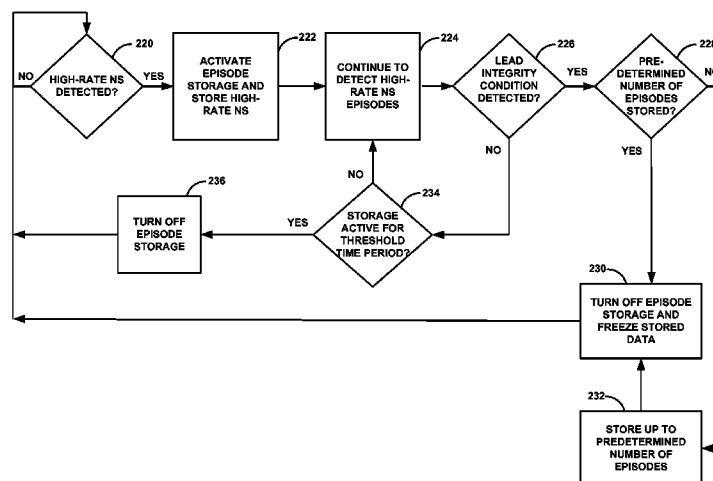 220
HIGH-RATE NS
DETECTED?
NO
YES
222
ACTIVATE
EPISODE
STORAGE AND
STORE HIGH-
RATE NS
224
CONTINUE TO
DETECT HIGH-
RATE NS
EPISODES
226
LEAD
INTEGRITY
CONDITION
DETECTED?
YES
NO
228
PRE-
DETERMINED
NUMBER OF
EPISODES
STORED?
NO
YES
236
TURN OFF
EPISODE
STORAGE
YES
NO
234
STORAGE
ACTIVE FOR
THRESHOLD
TIME PERIOD?
230
TURN OFF EPISODE
STORAGE AND
FREEZE STORED
DATA
232
STORE UP TO
PREDETERMINED
NUMBER OF
EPISODES